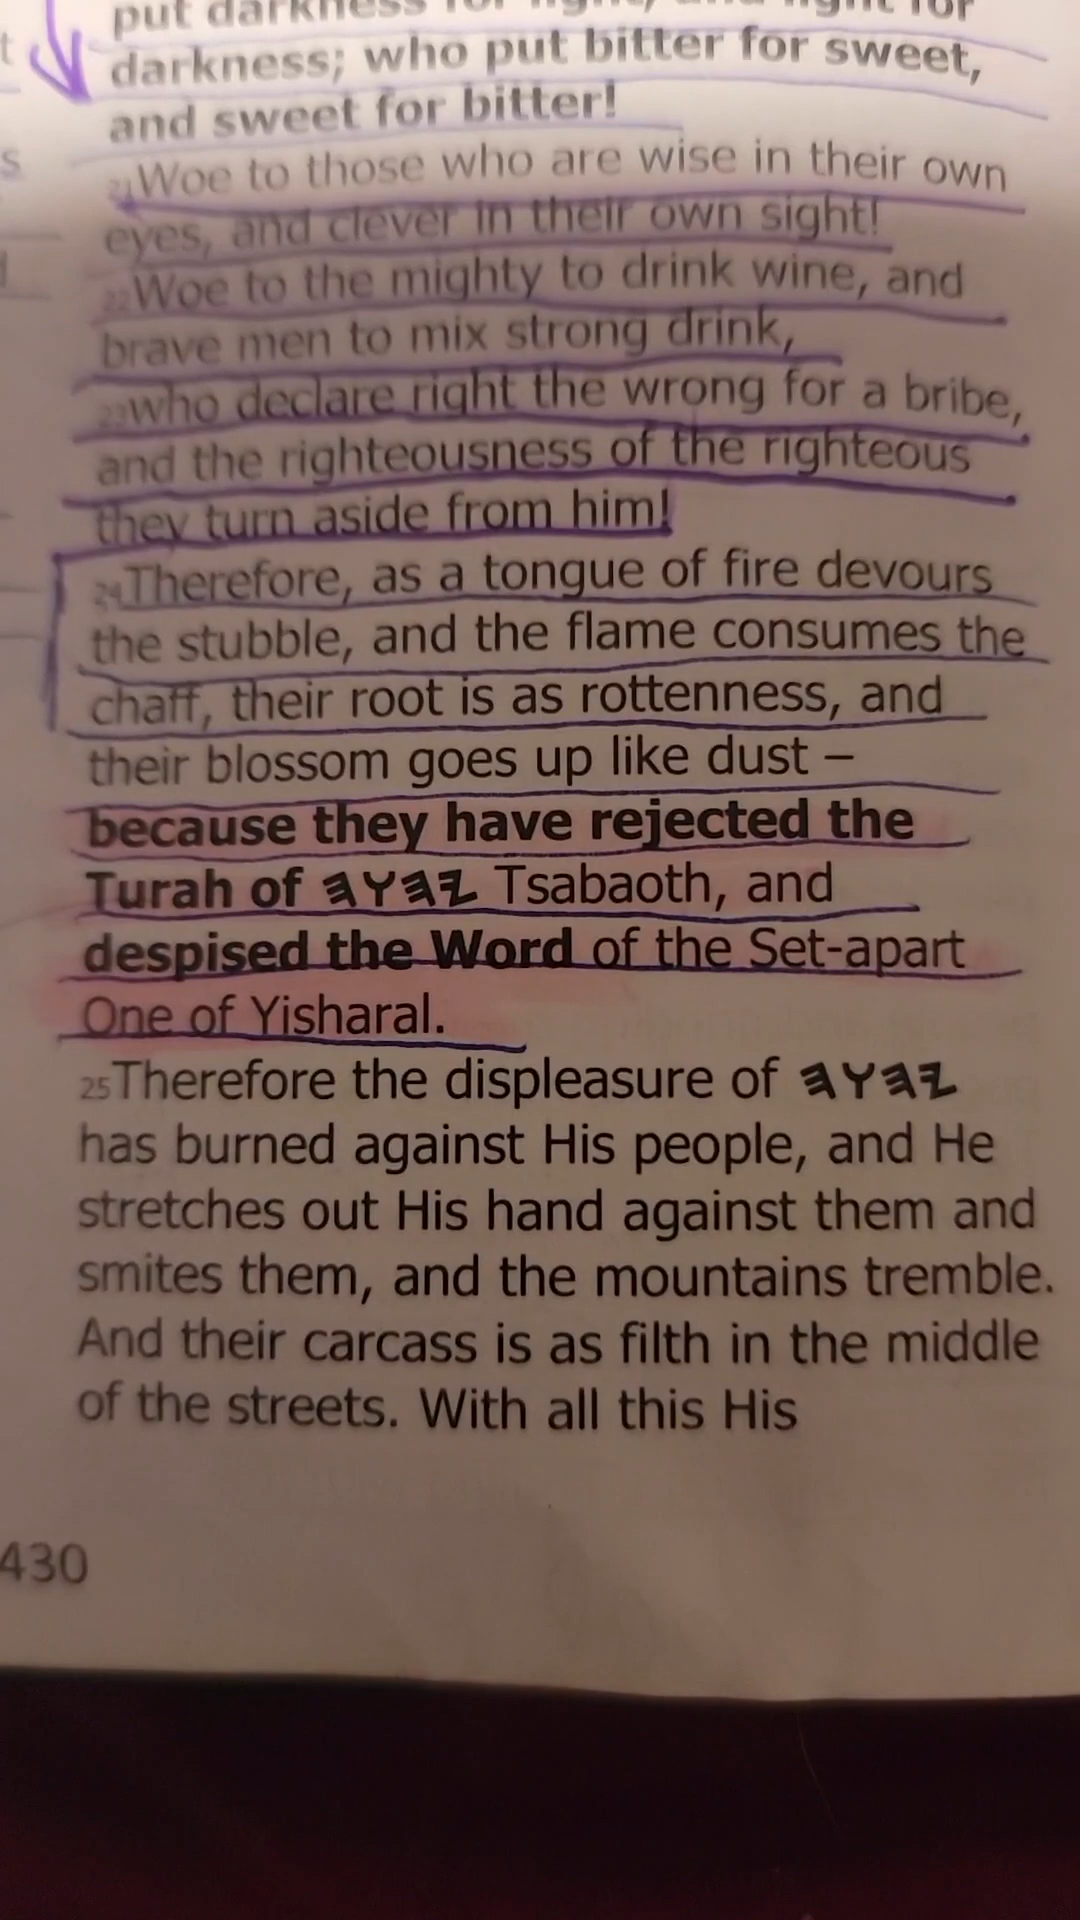 put darkness for light, and light for
darkness; who put bitter for sweet,
and sweet for bitter!
21Woe to those who are wise in their own
eyes, and clever in their own sight!
22Woe to the mighty to drink wine, and
brave men to mix strong drink,
23who declare right the wrong for a bribe,
and the righteousness of the righteous
they turn aside from him!
24Therefore, as a tongue of fire devours
the stubble, and the flame consumes the
chaff, their root is as rottenness, and
their blossom goes up like dust –
because they have rejected the
Turah of 𐤉𐤄𐤅𐤄 Tsabaoth, and
despised the Word of the Set-apart
One of Yisharal.
25Therefore the displeasure of 𐤉𐤄𐤅𐤄
has burned against His people, and He
stretches out His hand against them and
smites them, and the mountains tremble.
And their carcass is as filth in the middle
of the streets. With all this His
430